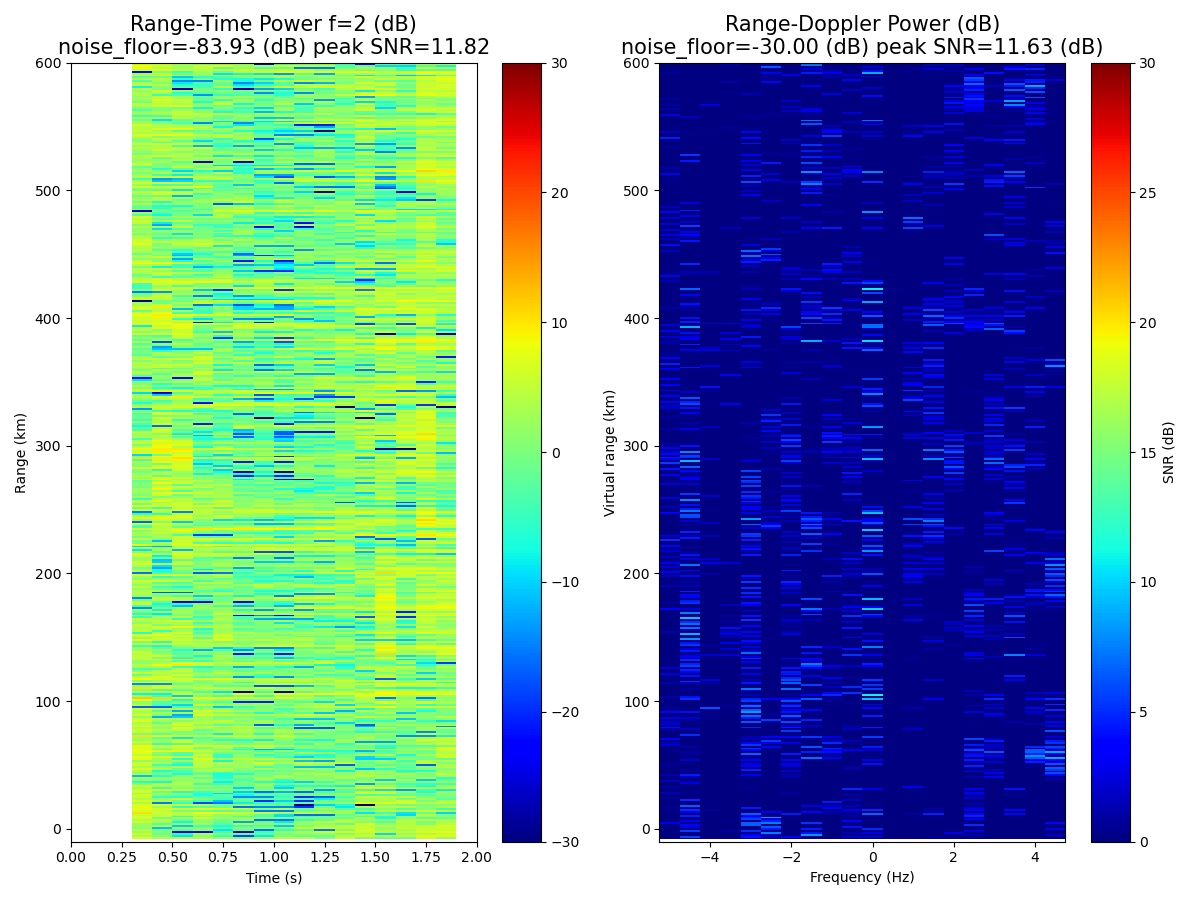 Range-Time Power f=2 (dB)
noise_floor=-83.93 (dB) peak SNR=11.82
Range (km)
600
500
400
300
200
100
0
0.00 0.25 0.50 0.75 1.00 1.25 1.50 1.75 2.00
Time (s)
30
20
10
0
−10
−20
−30
Range-Doppler Power (dB)
noise_floor=-30.00 (dB) peak SNR=11.63 (dB)
Virtual range (km)
600
500
400
300
200
100
0
−4 −2 0 2 4
Frequency (Hz)
30
25
20
15
10
5
0
SNR (dB)